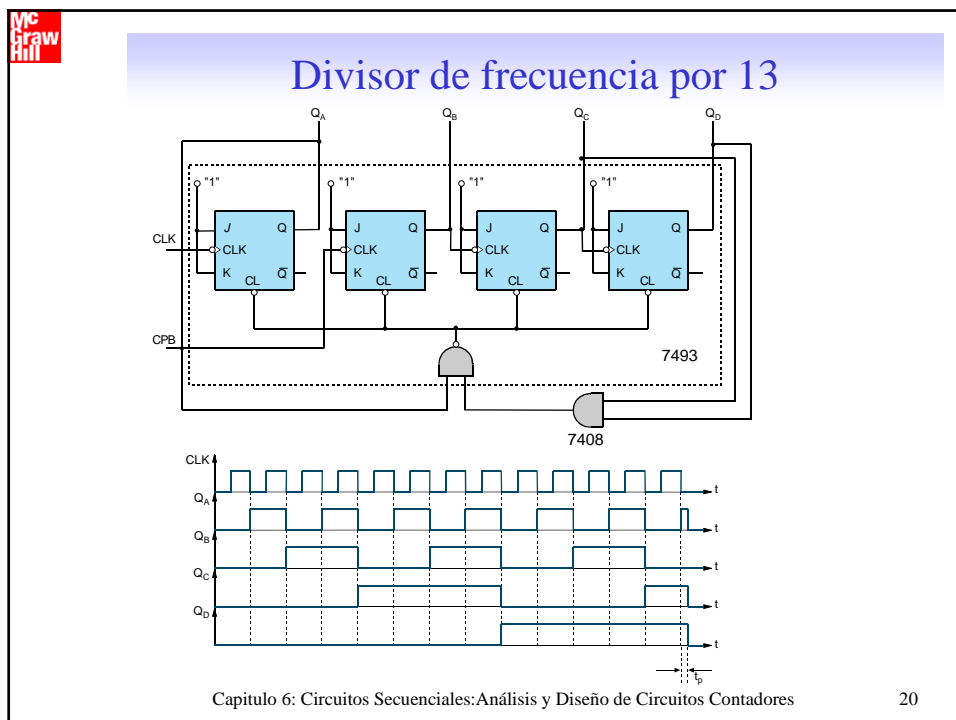 Mc
Graw
Hill
Divisor de frecuencia por 13
QA QB QC QD
"1" "1" "1" "1"
J Q J Q J Q J Q
CLK
CLK CLK CLK CLK
K Q̅ K Q̅ K Q̅ K Q̅
CL CL CL CL
CPB
7493
7408
CLK
t
QA
t
QB
t
QC
t
QD
t
tp
Capitulo 6: Circuitos Secuenciales:Análisis y Diseño de Circuitos Contadores 20